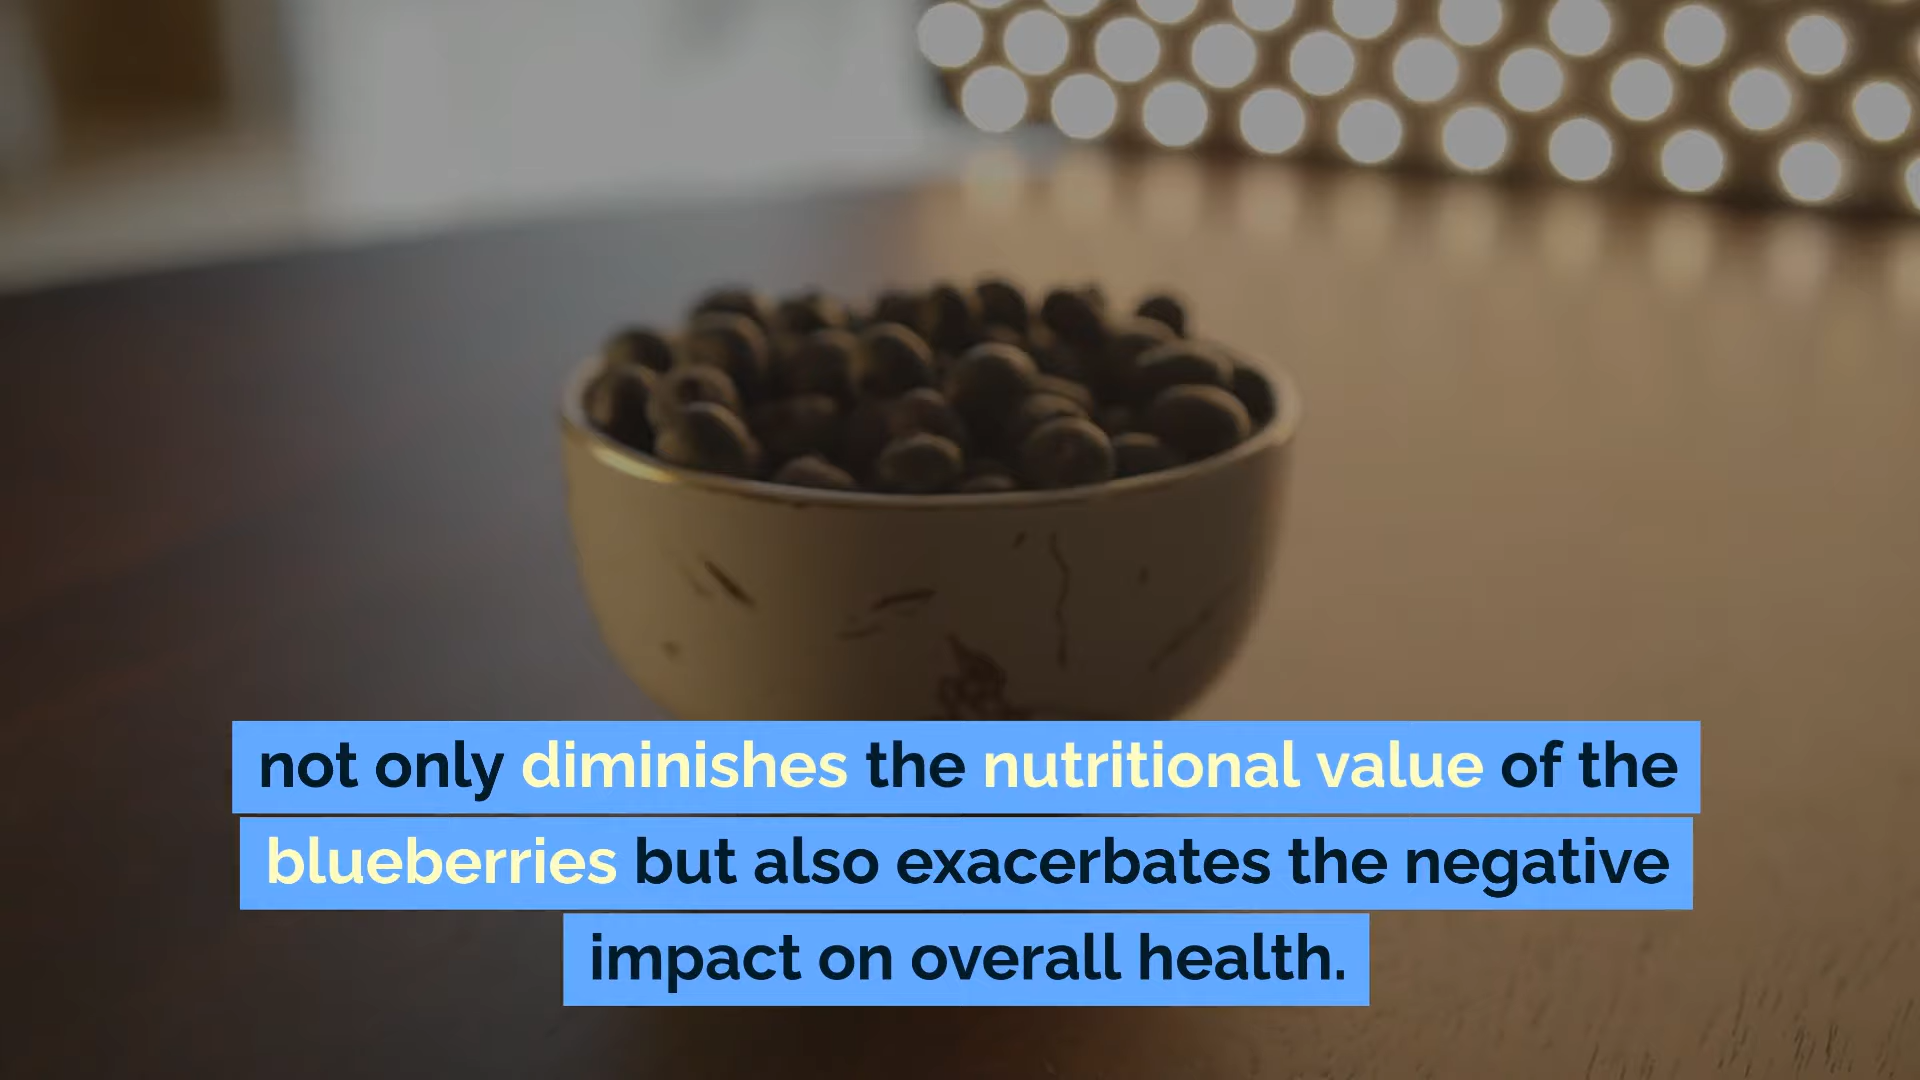 not only diminishes the nutritional value of the
blueberries but also exacerbates the negative
impact on overall health.